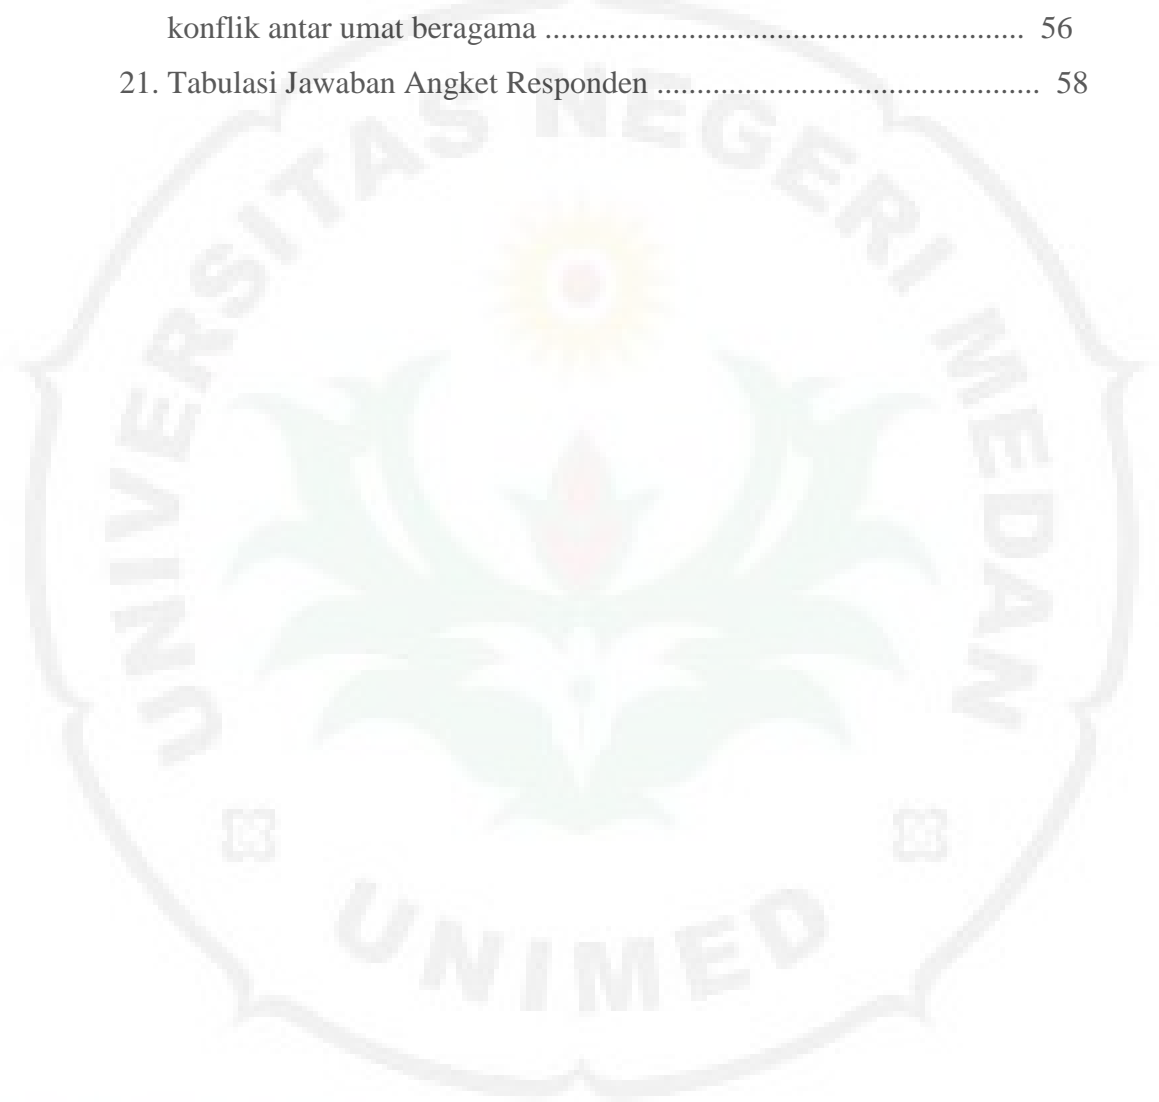 konflik antar umat beragama ........................................................... 56
21. Tabulasi Jawaban Angket Responden ............................................... 58
UNIVERSITAS NEGERI MEDAN
UNIMED